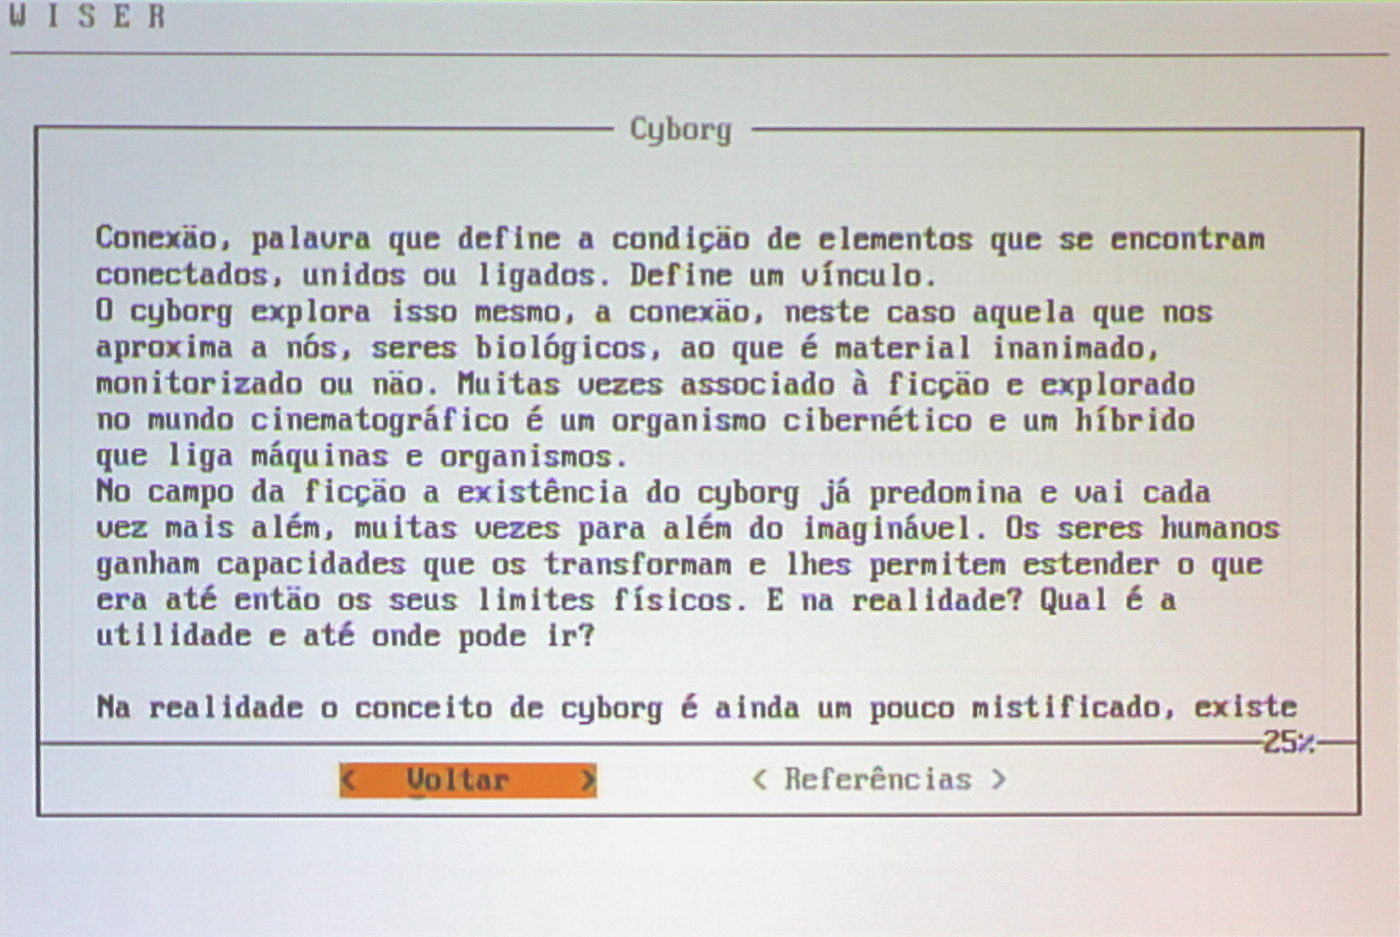 W I S E R
Cyborg
Conexão, palavra que define a condição de elementos que se encontram
conectados, unidos ou ligados. Define um vínculo.
O cyborg explora isso mesmo, a conexão, neste caso aquela que nos
aproxima a nós, seres biológicos, ao que é material inanimado,
monitorizado ou não. Muitas vezes associado à ficção e explorado
no mundo cinematográfico é um organismo cibernético e um híbrido
que liga máquinas e organismos.
No campo da ficção a existência do cyborg já predomina e vai cada
vez mais além, muitas vezes para além do imaginável. Os seres humanos
ganham capacidades que os transformam e lhes permitem estender o que
era até então os seus limites físicos. E na realidade? Qual é a
utilidade e até onde pode ir?
Na realidade o conceito de cyborg é ainda um pouco mistificado, existe
25%
< Voltar > < Referências >